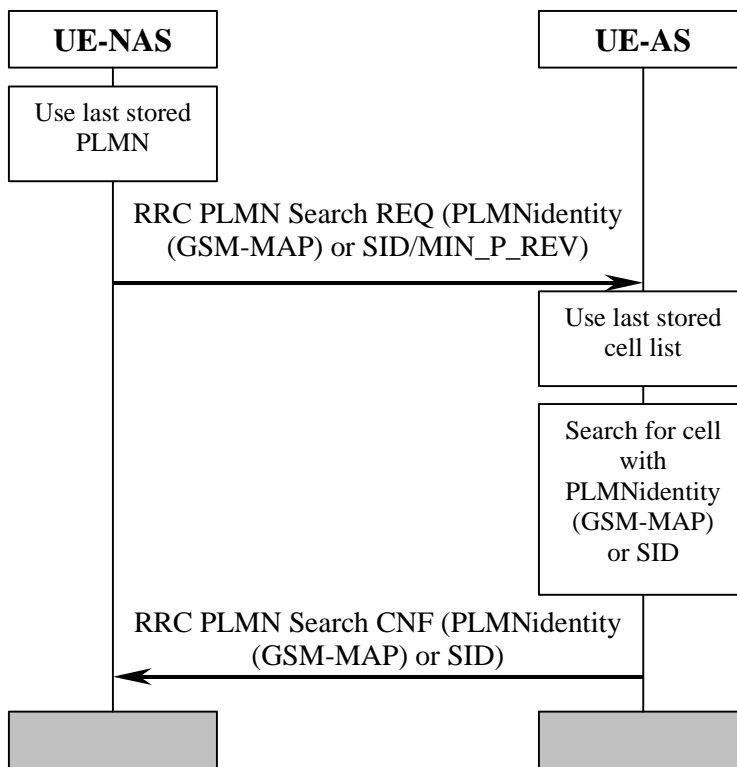 UE-NAS
UE-AS
Use last stored
PLMN
RRC PLMN Search REQ (PLMNidentity
(GSM-MAP) or SID/MIN_P_REV)
Use last stored
cell list
Search for cell
with
PLMNidentity
(GSM-MAP)
or SID
RRC PLMN Search CNF (PLMNidentity
(GSM-MAP) or SID)